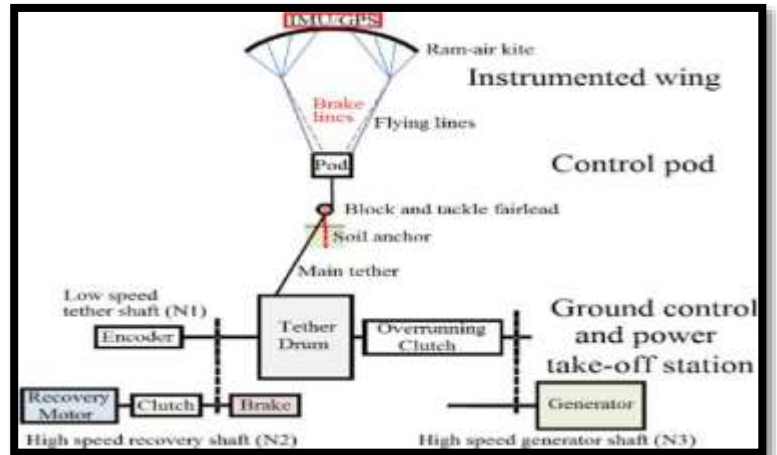 IMU/GPS
Ram-air kite
Instrumented wing
Brake
lines
Flying lines
Pod
Control pod
Block and tackle fairlead
Soil anchor
Main tether
Low speed
tether shaft (N1)
Encoder
Tether
Drum
Overrunning
Clutch
Ground control
and power
take-off station
Recovery
Motor
Clutch
Brake
Generator
High speed recovery shaft (N2)
High speed generator shaft (N3)